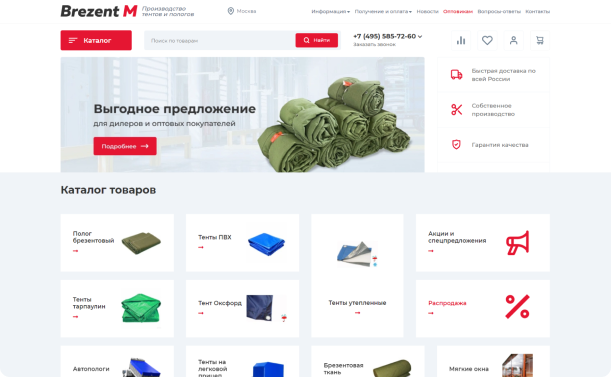 Brezent М Производство
тентов и пологов
Москва
Информация Получение и оплата Новости Оптовикам Вопросы-ответы Контакты
Каталог
Поиск по товарам
Найти
+7 (495) 585-72-60
Заказать звонок
Выгодное предложение
для дилеров и оптовых покупателей
Подробнее
Быстрая доставка по
всей России
Собственное
производство
Гарантия качества
Каталог товаров
Полог
брезентовый
Тенты ПВХ
Тенты утепленные
Акции и
спецпредложения
Тенты
тарпаулин
Тент Оксфорд
Распродажа
Автопологи
Тенты на
легковой
прицеп
Брезентовая
ткань
Мягкие окна